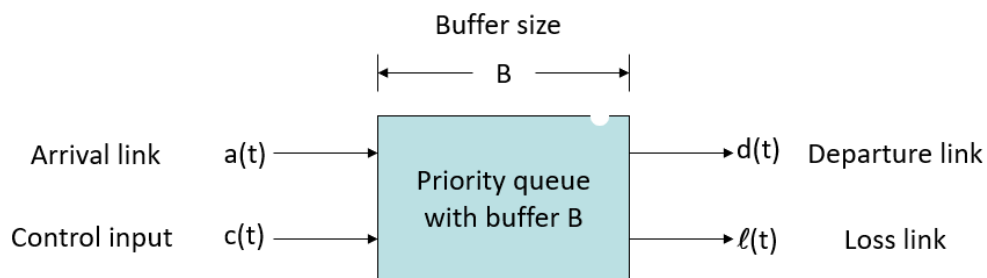 Buffer size
B
Arrival link a(t) d(t) Departure link
Priority queue
with buffer B
Control input c(t) ℓ(t) Loss link